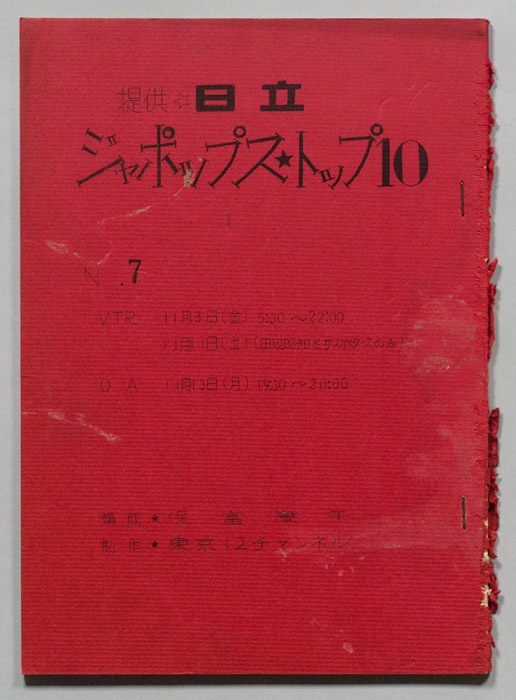 提供☆日立
ジャポップス★トップ10
N .7
VTR 11月3日(金) 9:30～22:00
11月11日(土)(田辺昭知とザスパイダースのみ)
D A 11月13日(月) 19:30～20:00
構成★保富康午
制作★東京12チャンネル